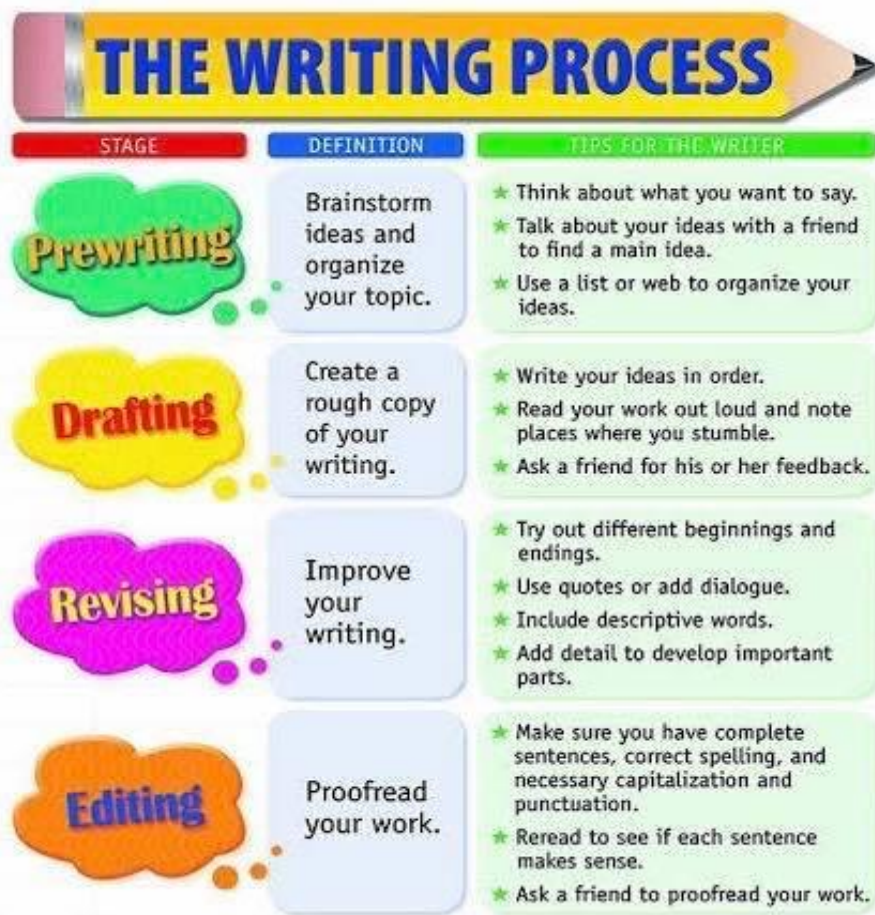 THE WRITING PROCESS
STAGE
DEFINITION
TIPS FOR THE WRITER
Prewriting
Brainstorm
ideas and
organize
your topic.
★ Think about what you want to say.
★ Talk about your ideas with a friend
to find a main idea.
★ Use a list or web to organize your
ideas.
Drafting
Create a
rough copy
of your
writing.
★ Write your ideas in order.
★ Read your work out loud and note
places where you stumble.
★ Ask a friend for his or her feedback.
Revising
Improve
your
writing.
★ Try out different beginnings and
endings.
★ Use quotes or add dialogue.
★ Include descriptive words.
★ Add detail to develop important
parts.
Editing
Proofread
your work.
★ Make sure you have complete
sentences, correct spelling, and
necessary capitalization and
punctuation.
★ Reread to see if each sentence
makes sense.
★ Ask a friend to proofread your work.